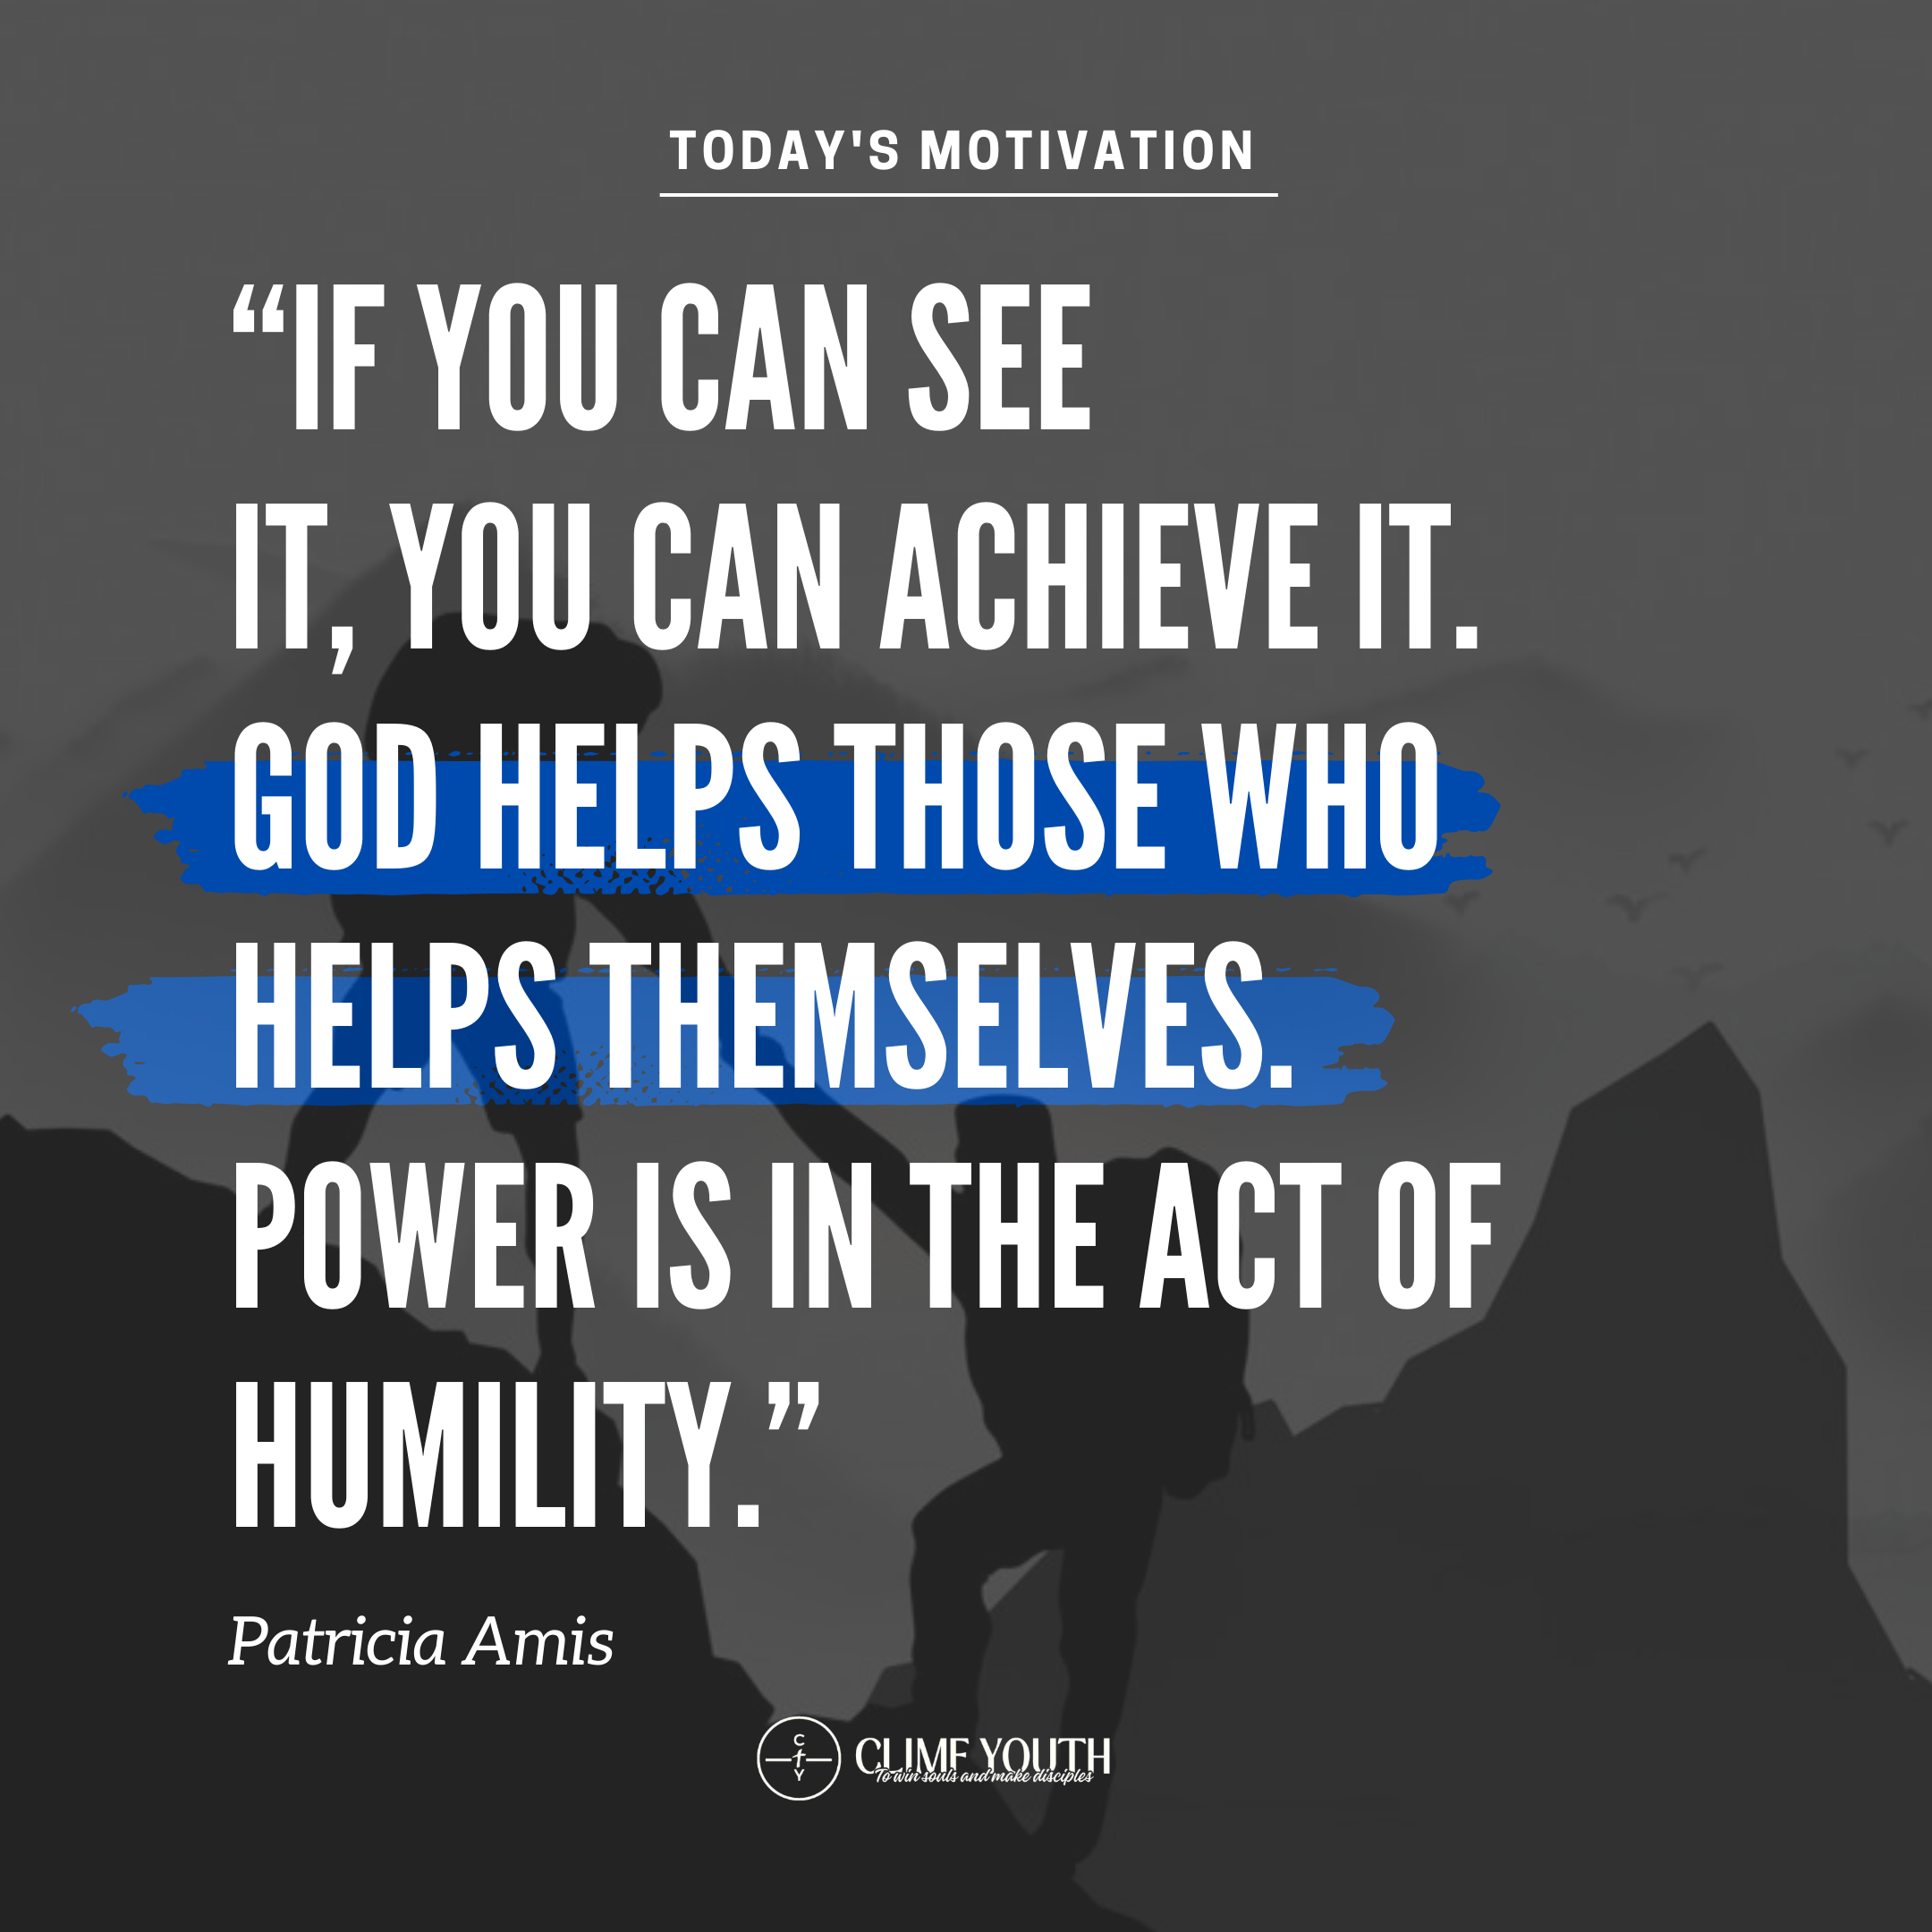 TODAY'S MOTIVATION
“IF YOU CAN SEE
IT, YOU CAN ACHIEVE IT.
GOD HELPS THOSE WHO
HELPS THEMSELVES.
POWER IS IN THE ACT OF
HUMILITY.”
Patricia Amis
C
t
Y
CLIME YOUTH
To win souls and make disciples